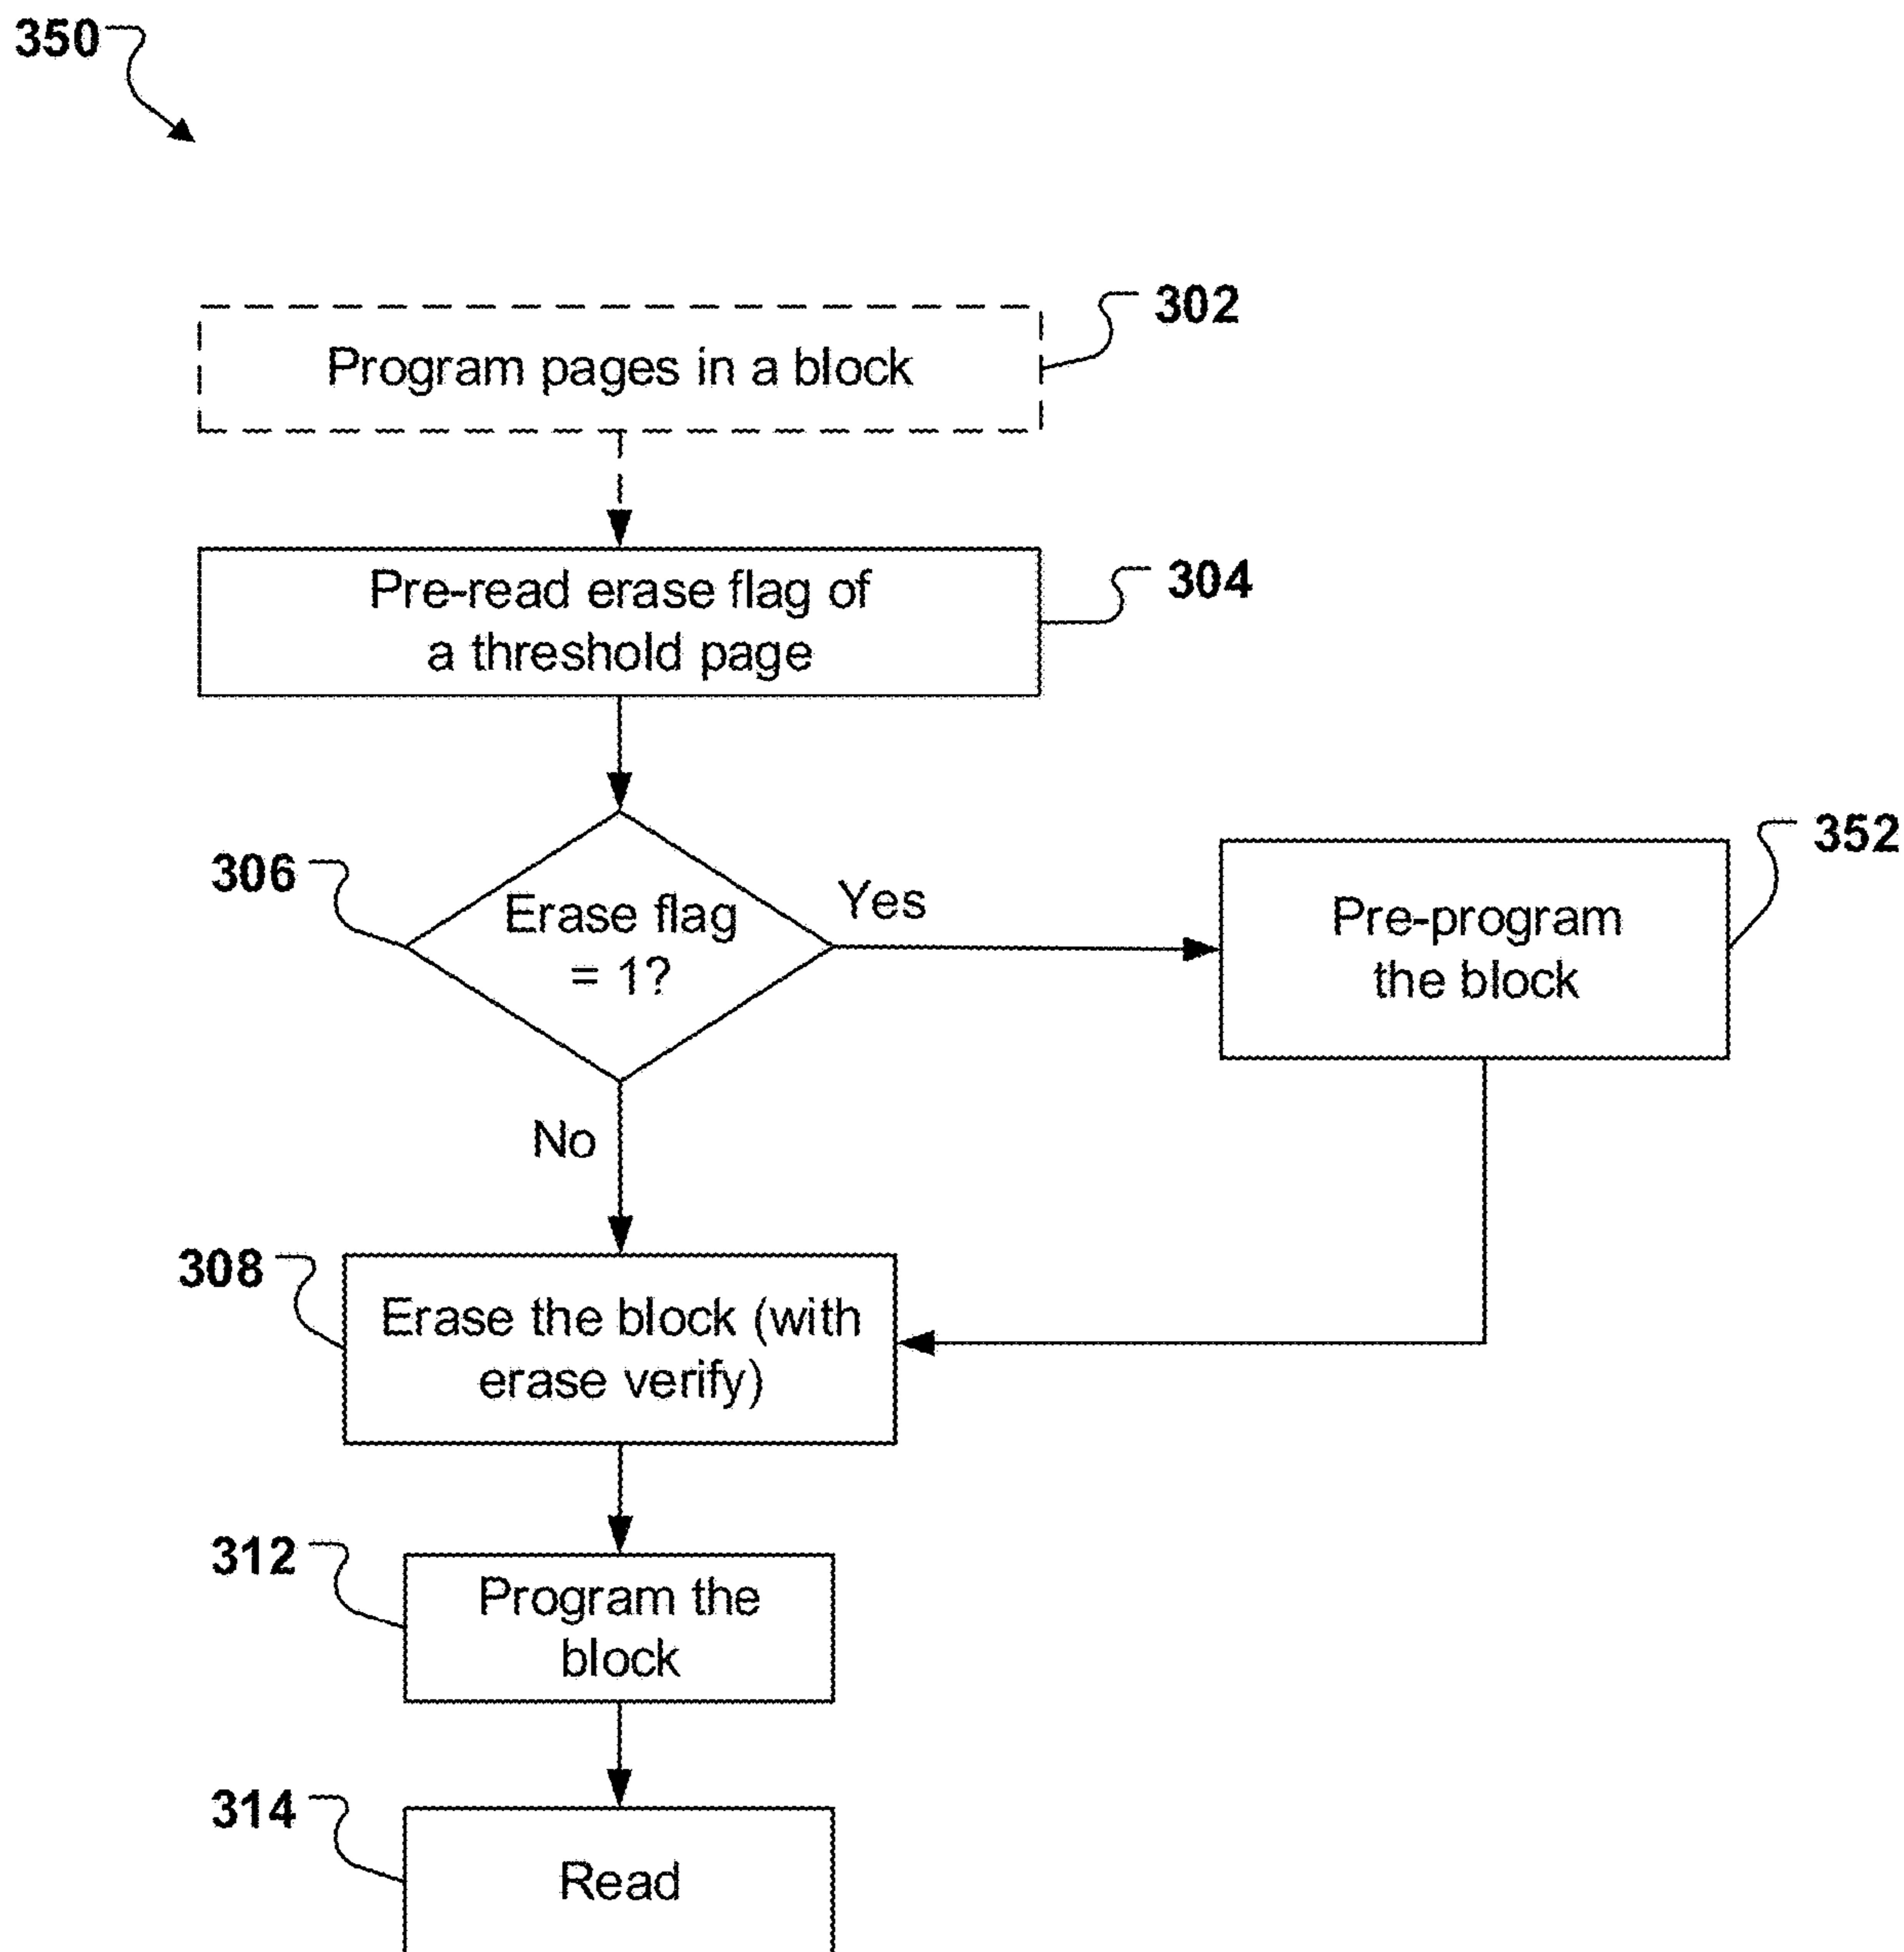 350
302
Program pages in a block
304
Pre-read erase flag of
a threshold page
352
306
Erase flag
= 1?
Yes
Pre-program
the block
No
308
Erase the block (with
erase verify)
312
Program the
block
314
Read